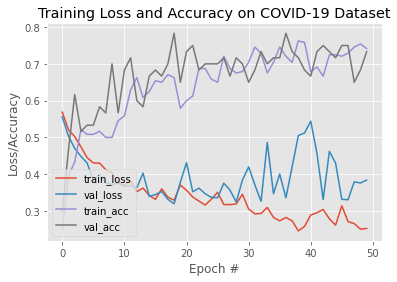 Training Loss and Accuracy on COVID-19 Dataset
0.8
0.7
0.6
0.5
0.4
0.3
Loss/Accuracy
train_loss
val_loss
train_acc
val_acc
0 10 20 30 40 50
Epoch #